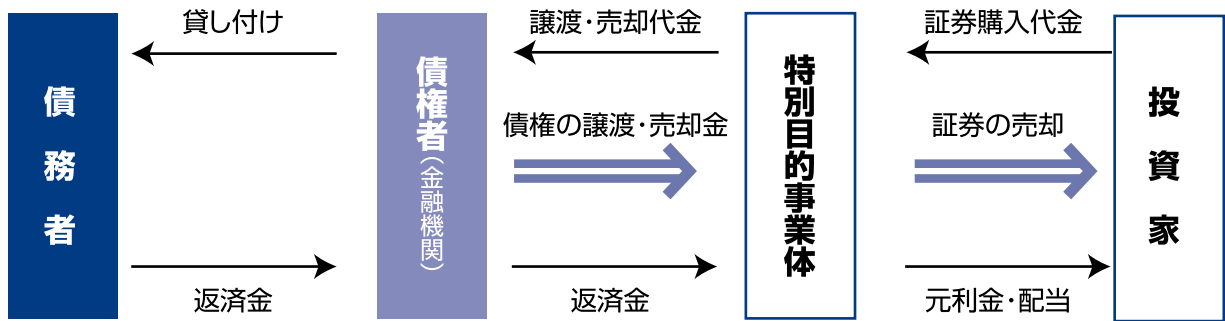 貸し付け
譲渡・売却代金
証券購入代金
債務者
債権者(金融機関)
特別目的事業体
投資家
債権の譲渡・売却金
証券の売却
返済金
返済金
元利金・配当